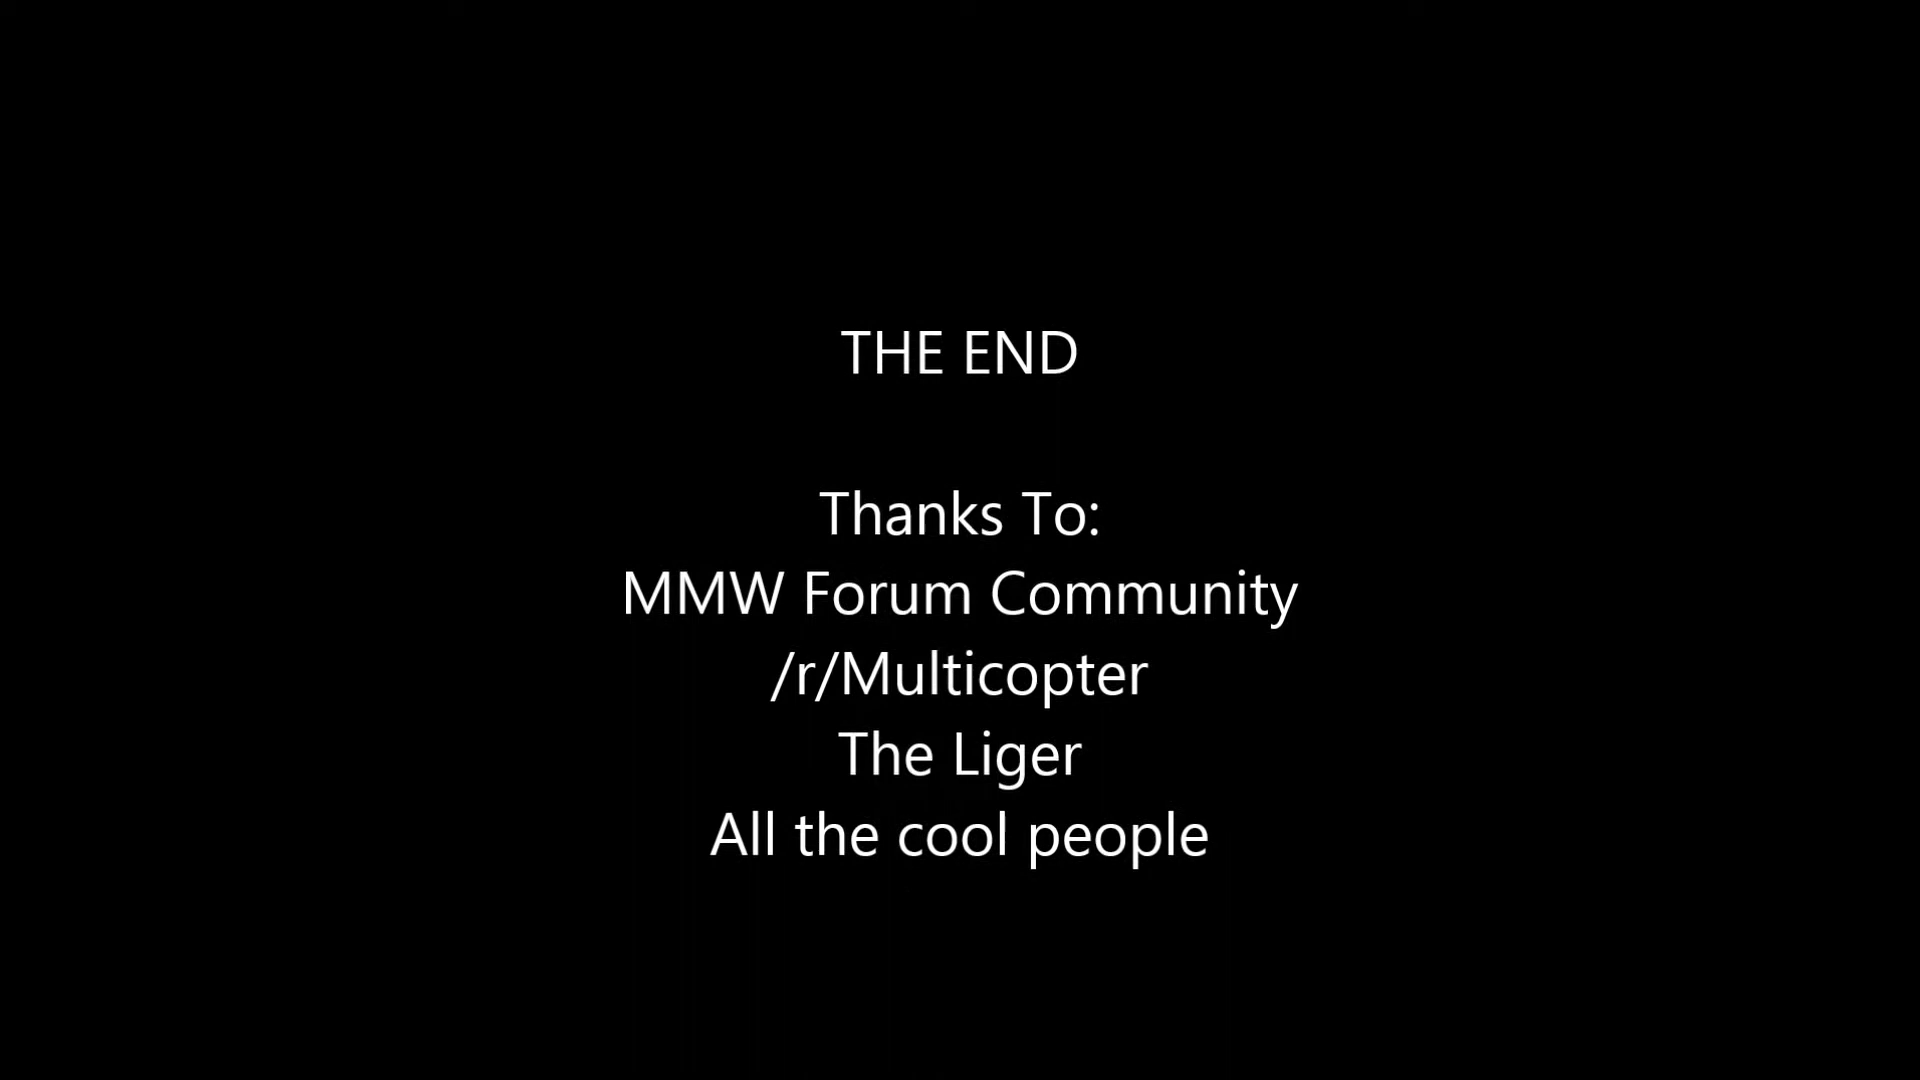 THE END
Thanks To:
MMW Forum Community
/r/Multicopter
The Liger
All the cool people